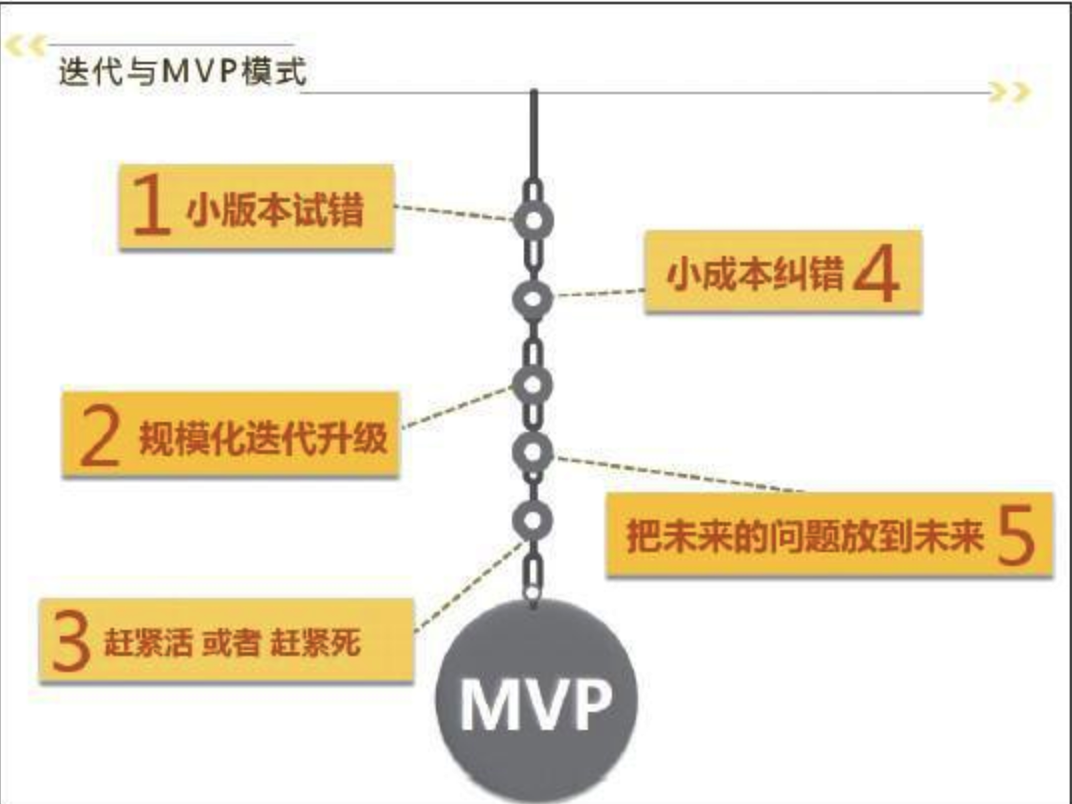 迭代与MVP模式
1 小版本试错
小成本纠错 4
2 规模化迭代升级
把未来的问题放到未来 5
3 赶紧活 或者 赶紧死
MVP